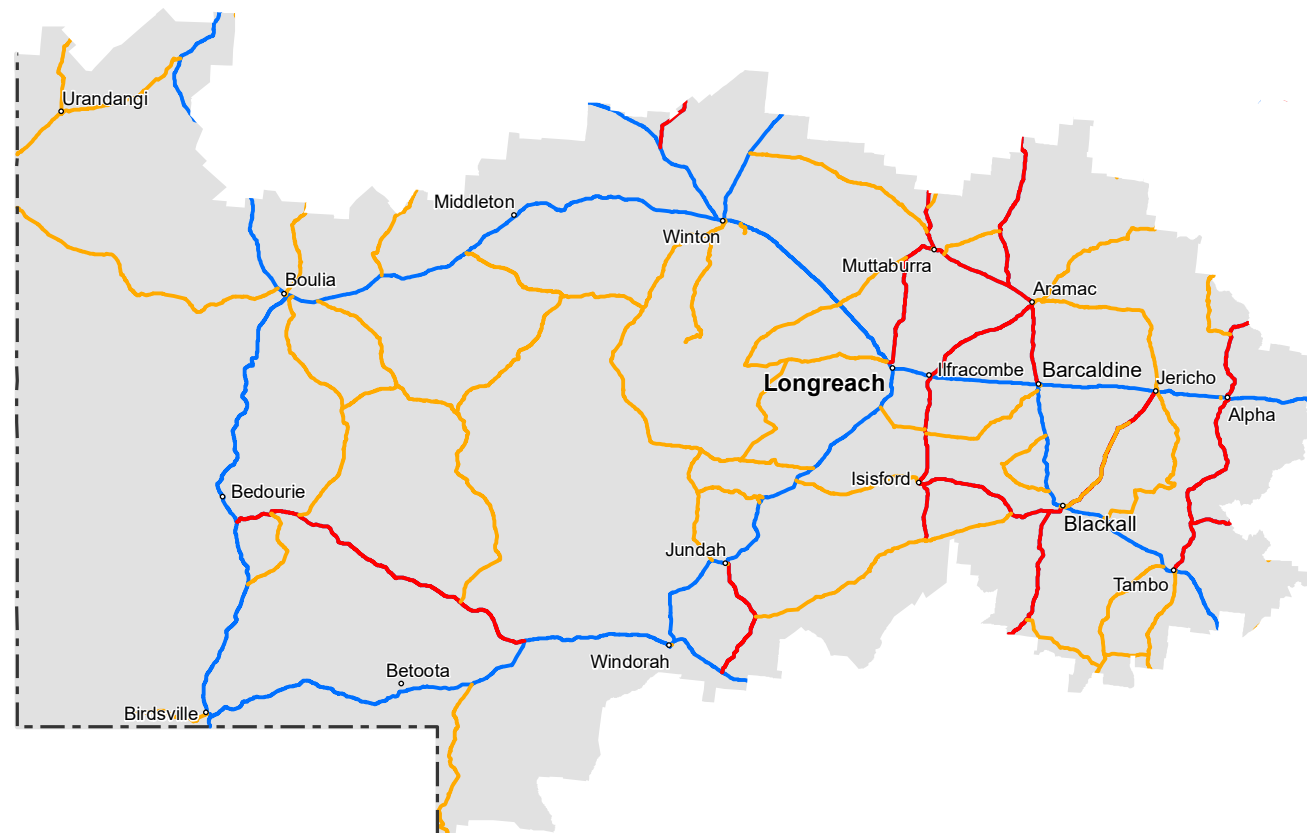 Urandangi
Middleton
Winton
Muttaburra
Boulia
Aramac
Longreach
Ilfracombe
Barcaldine
Jericho
Alpha
Bedourie
Isisford
Blackall
Jundah
Tambo
Windorah
Betoota
Birdsville